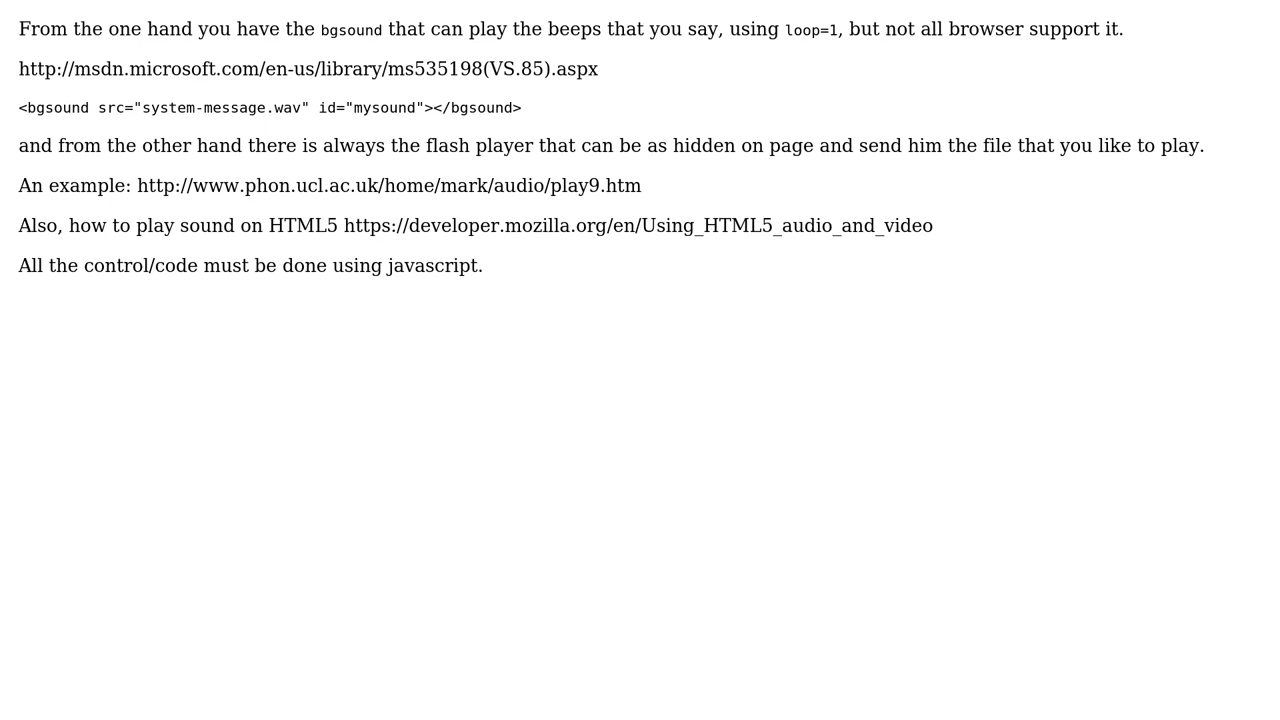 From the one hand you have the bgsound that can play the beeps that you say, using loop=1, but not all browser support it.
http://msdn.microsoft.com/en-us/library/ms535198(VS.85).aspx
<bgsound src="system-message.wav" id="mysound"></bgsound>
and from the other hand there is always the flash player that can be as hidden on page and send him the file that you like to play.
An example: http://www.phon.ucl.ac.uk/home/mark/audio/play9.htm
Also, how to play sound on HTML5 https://developer.mozilla.org/en/Using_HTML5_audio_and_video
All the control/code must be done using javascript.